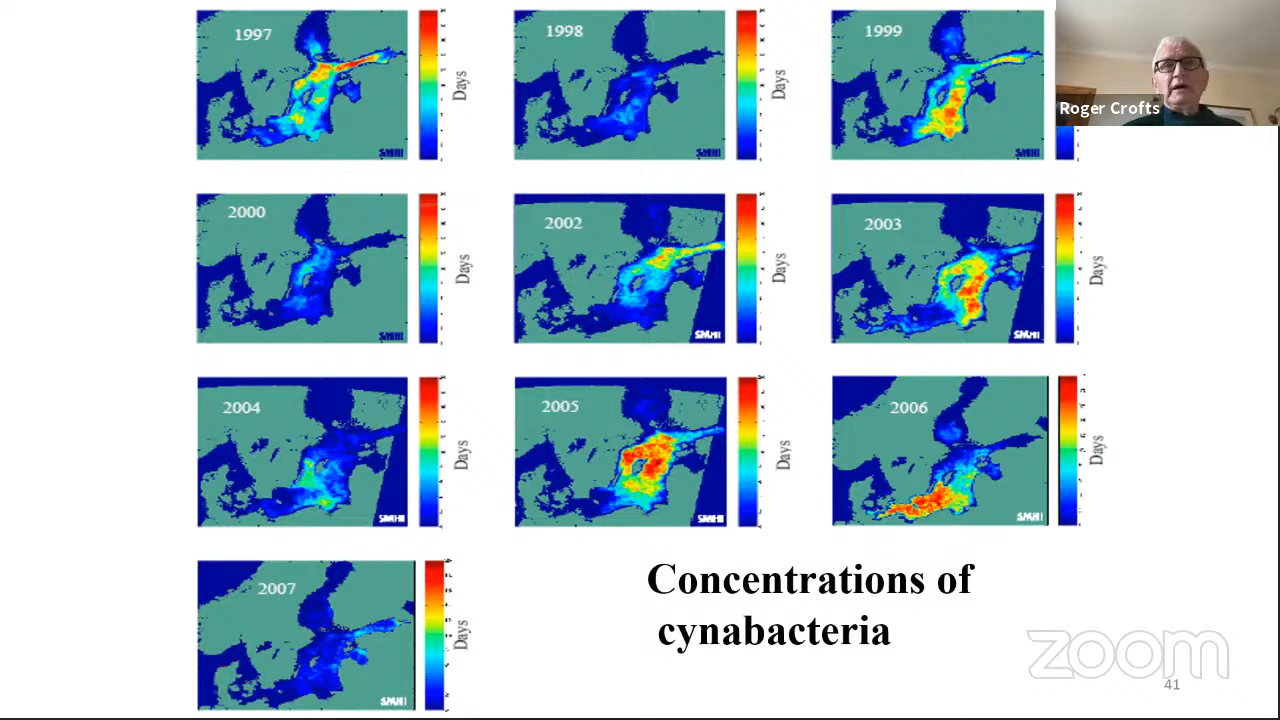 1997
Days
SMHI
1998
Days
SMHI
1999
SMHI
Roger Crofts
2000
Days
SMHI
2002
Days
SMHI
2003
Days
SMHI
2004
Days
SMHI
2005
Days
SMHI
2006
Days
SMHI
2007
Days
SMHI
Concentrations of
cynabacteria
zoom
41